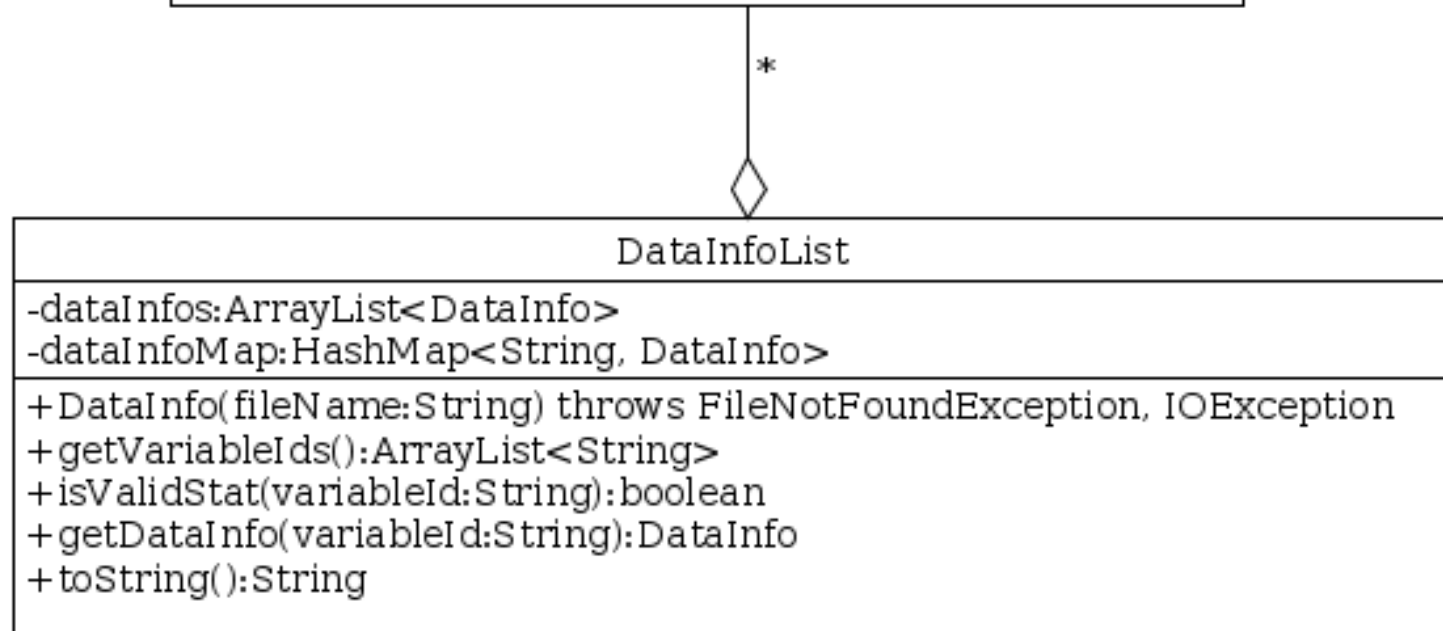 *
DataInfoList
-dataInfos:ArrayList<DataInfo>
-dataInfoMap:HashMap<String, DataInfo>
+DataInfo(fileName:String) throws FileNotFoundException, IOException
+getVariableIds():ArrayList<String>
+isValidStat(variableId:String):boolean
+getDataInfo(variableId:String):DataInfo
+toString():String